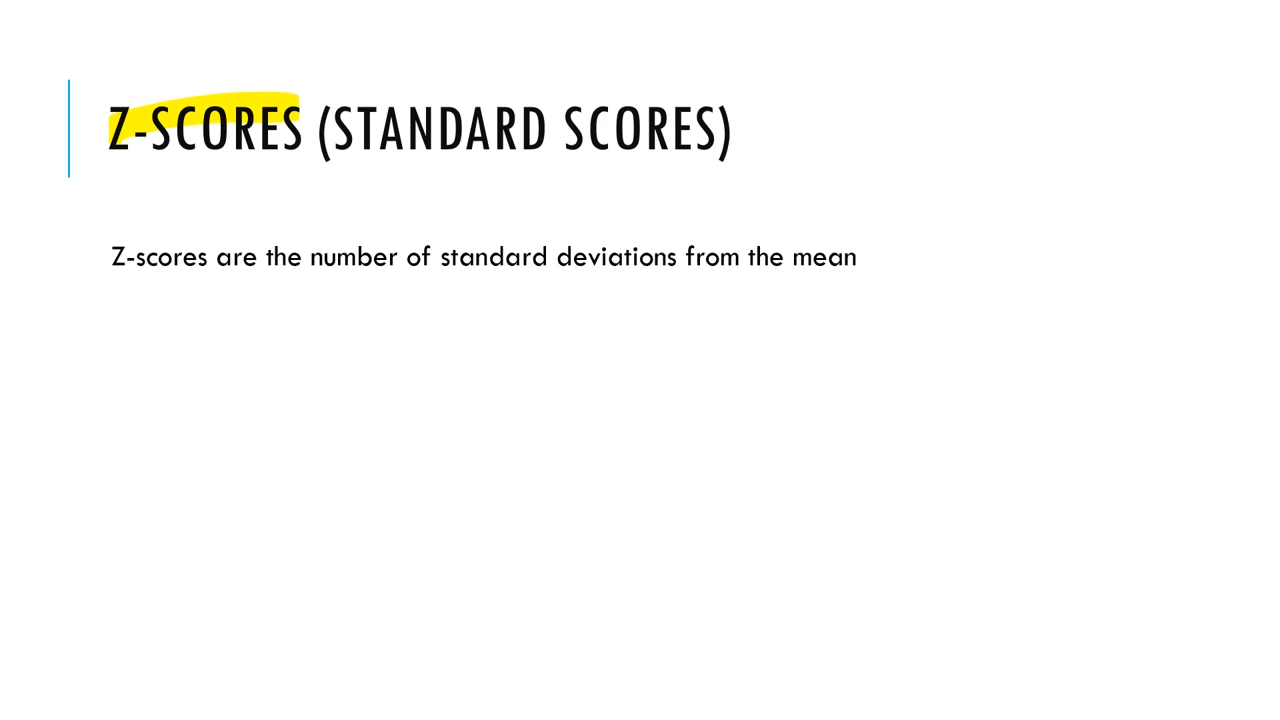 Z-SCORES (STANDARD SCORES)
Z-scores are the number of standard deviations from the mean